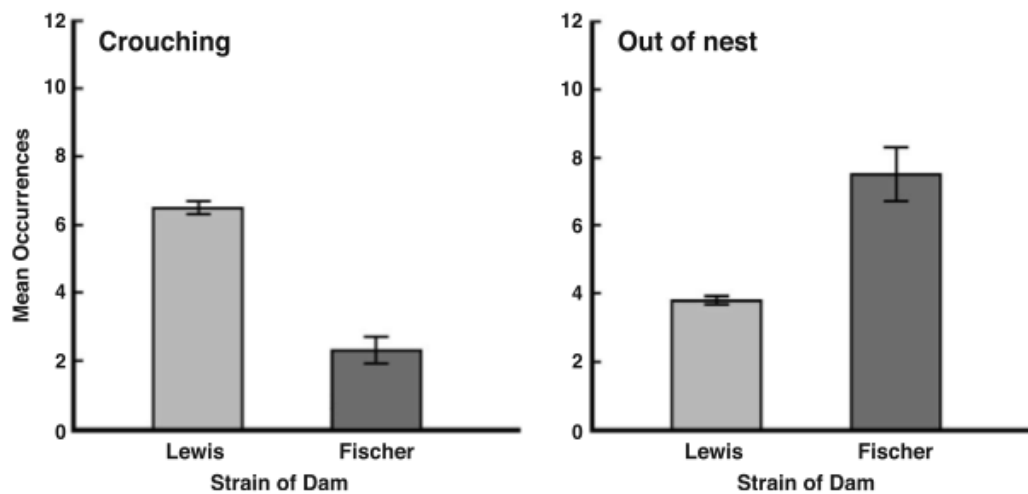 Crouching
12
10
8
6
4
2
0
Mean Occurrences
Lewis
Fischer
Strain of Dam
Out of nest
12
10
8
6
4
2
0
Lewis
Fischer
Strain of Dam